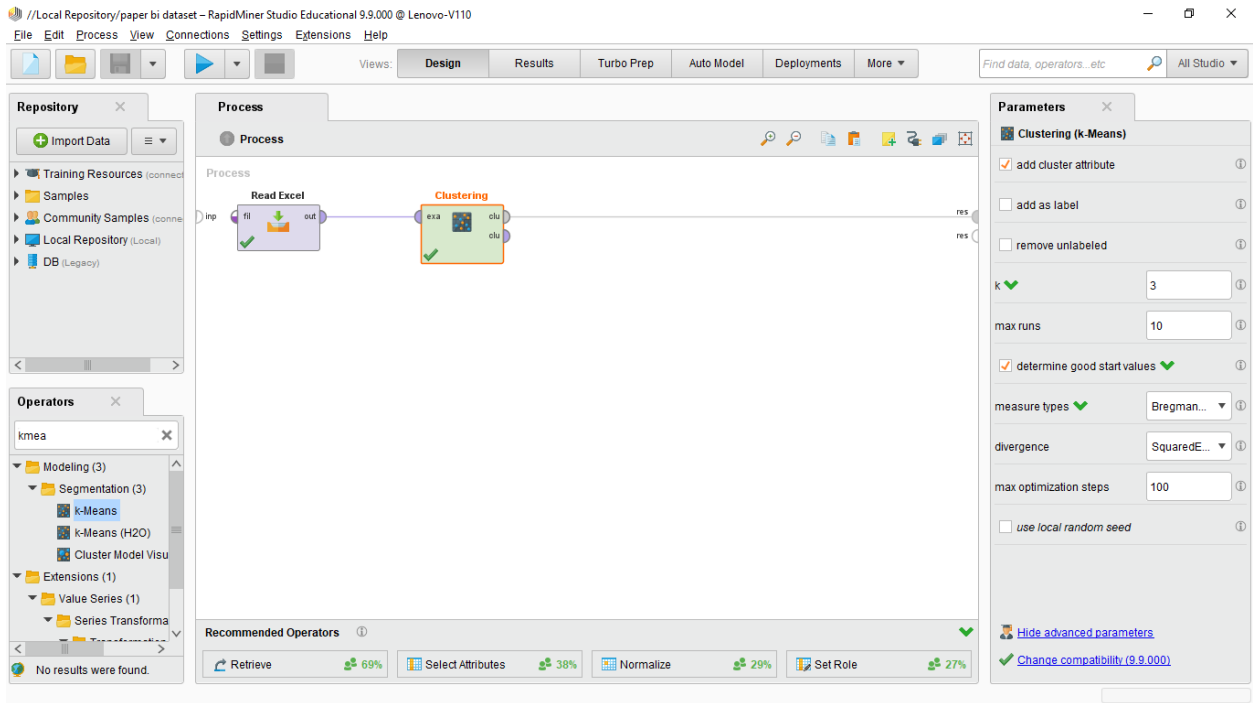 //Local Repository/paper bi dataset – RapidMiner Studio Educational 9.9.000 @ Lenovo-V110
File Edit Process View Connections Settings Extensions Help
Views: Design Results Turbo Prep Auto Model Deployments More
Find data, operators...etc All Studio
Repository
Import Data
Training Resources (connect
Samples
Community Samples (conne
Local Repository (Local)
DB (Legacy)
Operators
kmea
Modeling (3)
Segmentation (3)
k-Means
k-Means (H2O)
Cluster Model Visu
Extensions (1)
Value Series (1)
Series Transforma
Transformation
No results were found.
Process
Process
Process
Read Excel
inp fil out
Clustering
exa clu
clu
res
res
Recommended Operators
Retrieve 69%
Select Attributes 38%
Normalize 29%
Set Role 27%
Parameters
Clustering (k-Means)
add cluster attribute
add as label
remove unlabeled
k 3
max runs 10
determine good start values
measure types Bregman...
divergence SquaredE...
max optimization steps 100
use local random seed
Hide advanced parameters
Change compatibility (9.9.000)